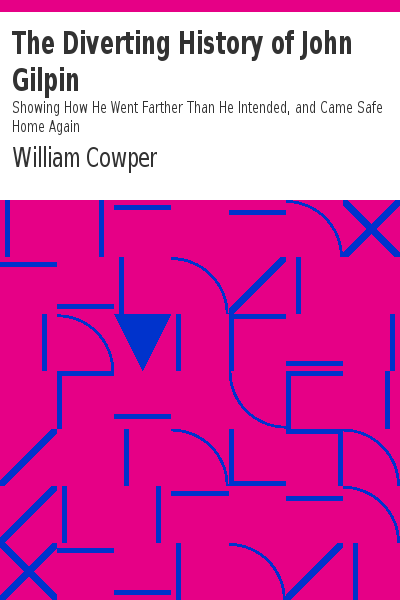 The Diverting History of John
Gilpin
Showing How He Went Farther Than He Intended, and Came Safe
Home Again
William Cowper